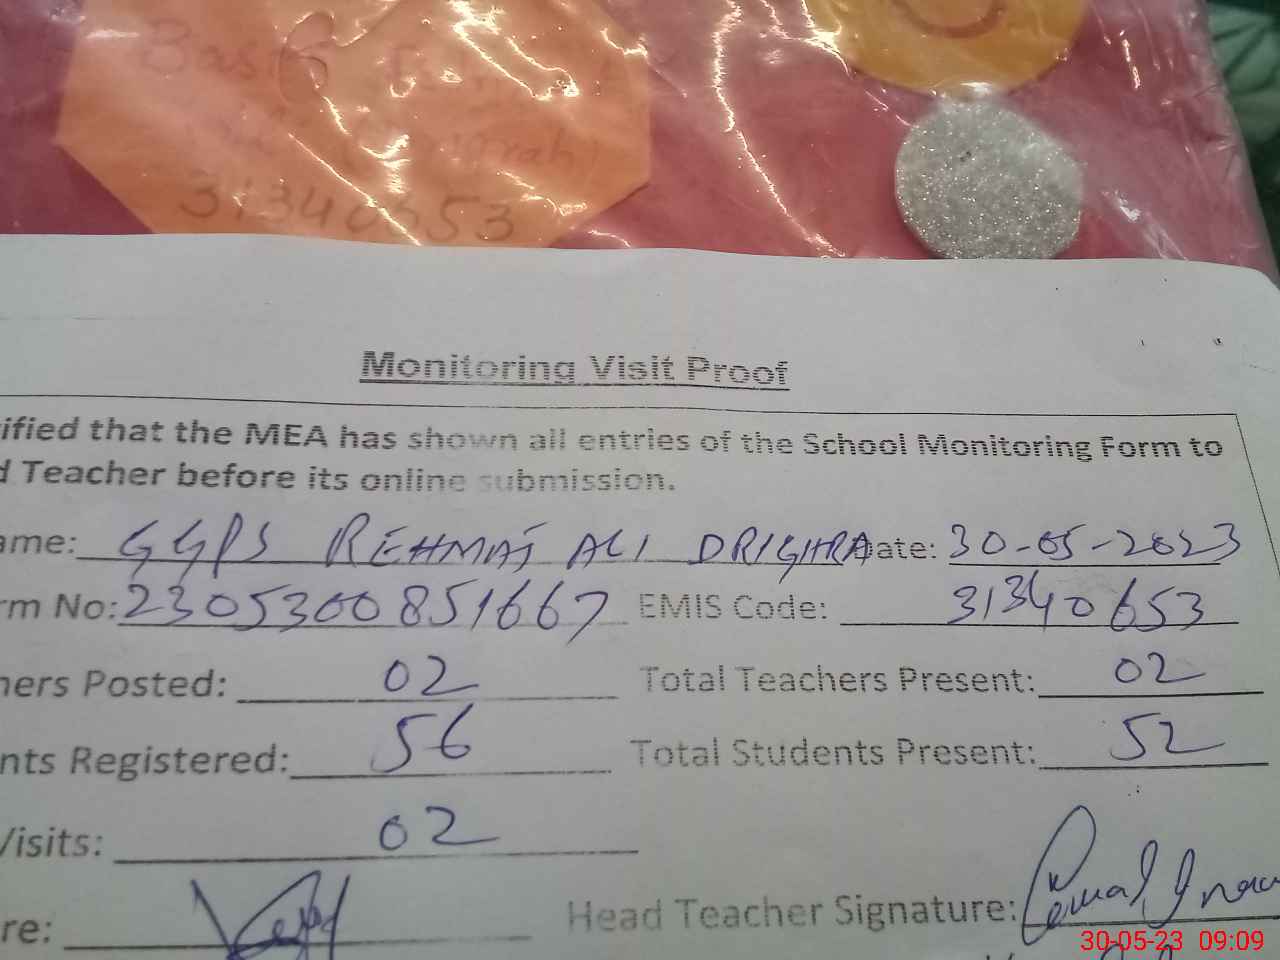 31340653
Monitoring Visit Proof
ified that the MEA has shown all entries of the School Monitoring Form to
d Teacher before its online submission.
ame: GGPS REHMAT ALI DRIGHRA Date: 30-05-2023
rm No: 2305300851667 EMIS Code: 31340653
hers Posted: 02 Total Teachers Present: 02
nts Registered: 56 Total Students Present: 52
Visits: 02
re: Head Teacher Signature:
30-05-23 09:09